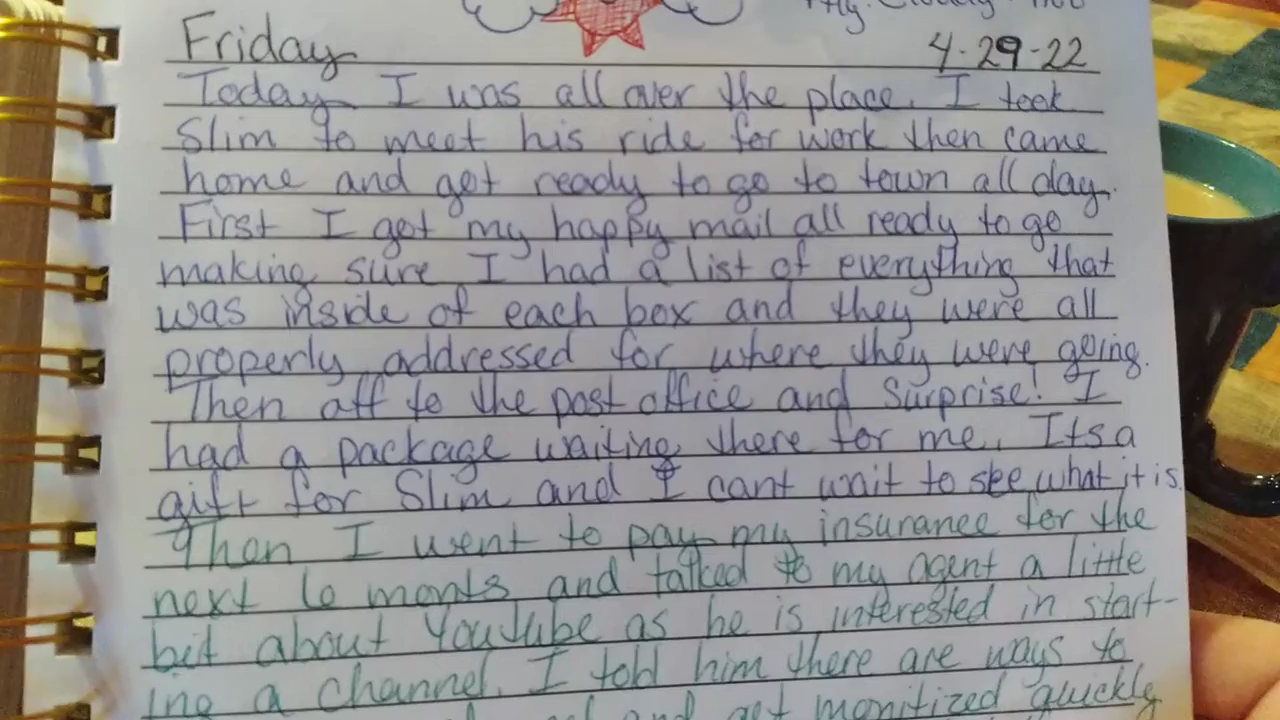 Friday 4-29-22
Today I was all over the place. I took
Slim to meet his ride for work then came
home and got ready to go to town all day.
First I got my happy mail all ready to go
making sure I had a list of everything that
was inside of each box and they were all
properly addressed for where they were going.
Then off to the post office and Surprise! I
had a package waiting there for me. Its a
gift for Slim and I cant wait to see what it is.
Then I went to pay my insurance for the
next 6 monts and talked to my agent a little
bit about YouTube as he is interested in start-
ing a channel. I told him there are ways to
and get monitized quickly